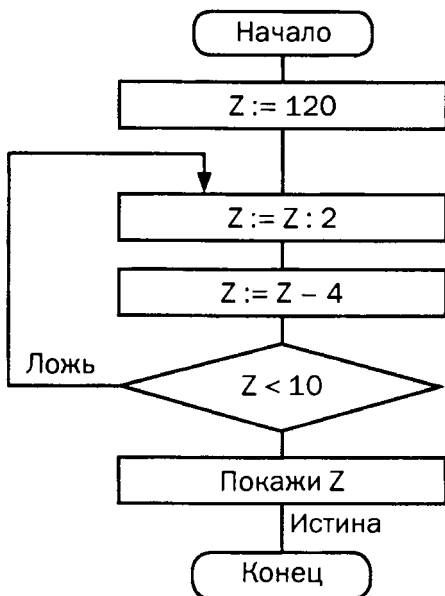 Начало
Z := 120
Z := Z : 2
Z := Z – 4
Ложь
Z < 10
Покажи Z
Истина
Конец